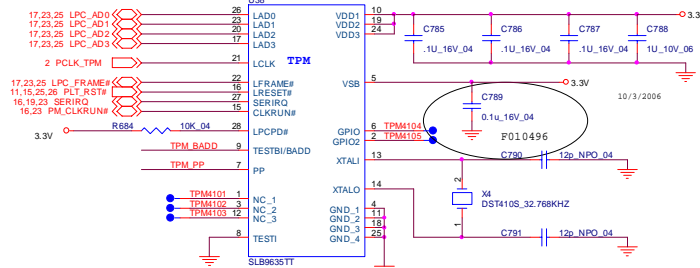 17,23,25 LPC_AD0 26 LAD0
17,23,25 LPC_AD1 23 LAD1
17,23,25 LPC_AD2 20 LAD2
17,23,25 LPC_AD3 17 LAD3
2 PCLK_TPM 21 LCLK
TPM
17,23,25 LPC_FRAME# 22 LFRAME#
11,15,25,26 PLT_RST# 16 LRESET#
16,19,23 SERIRQ 27 SERIRQ
16,23 PM_CLKRUN# 15 CLKRUN#
3.3V R684 10K_04 28 LPCPD#
TPM_BADD 9 TESTBI/BADD
TPM_PP 7 PP
TPM4101 1 NC_1
TPM4102 3 NC_2
TPM4103 12 NC_3
8 TESTI
SLB9635TT
VDD1 10
VDD2 19
VDD3 24
3.3
C785 C786 C787 C788
.1U_16V_04 .1U_16V_04 .1U_16V_04 1U_10V_06
VSB 5 3.3V
C789
0.1u_16V_04
10/3/2006
GPIO 6 TPM4104
GPIO2 2 TPM4105
F010496
XTALI 13 C790 12p_NPO_04
XTALO 14
2
X4
DST410S_32.768KHZ
1
GND_1 4
GND_2 11
GND_3 18
GND_4 25
C791 12p_NPO_04